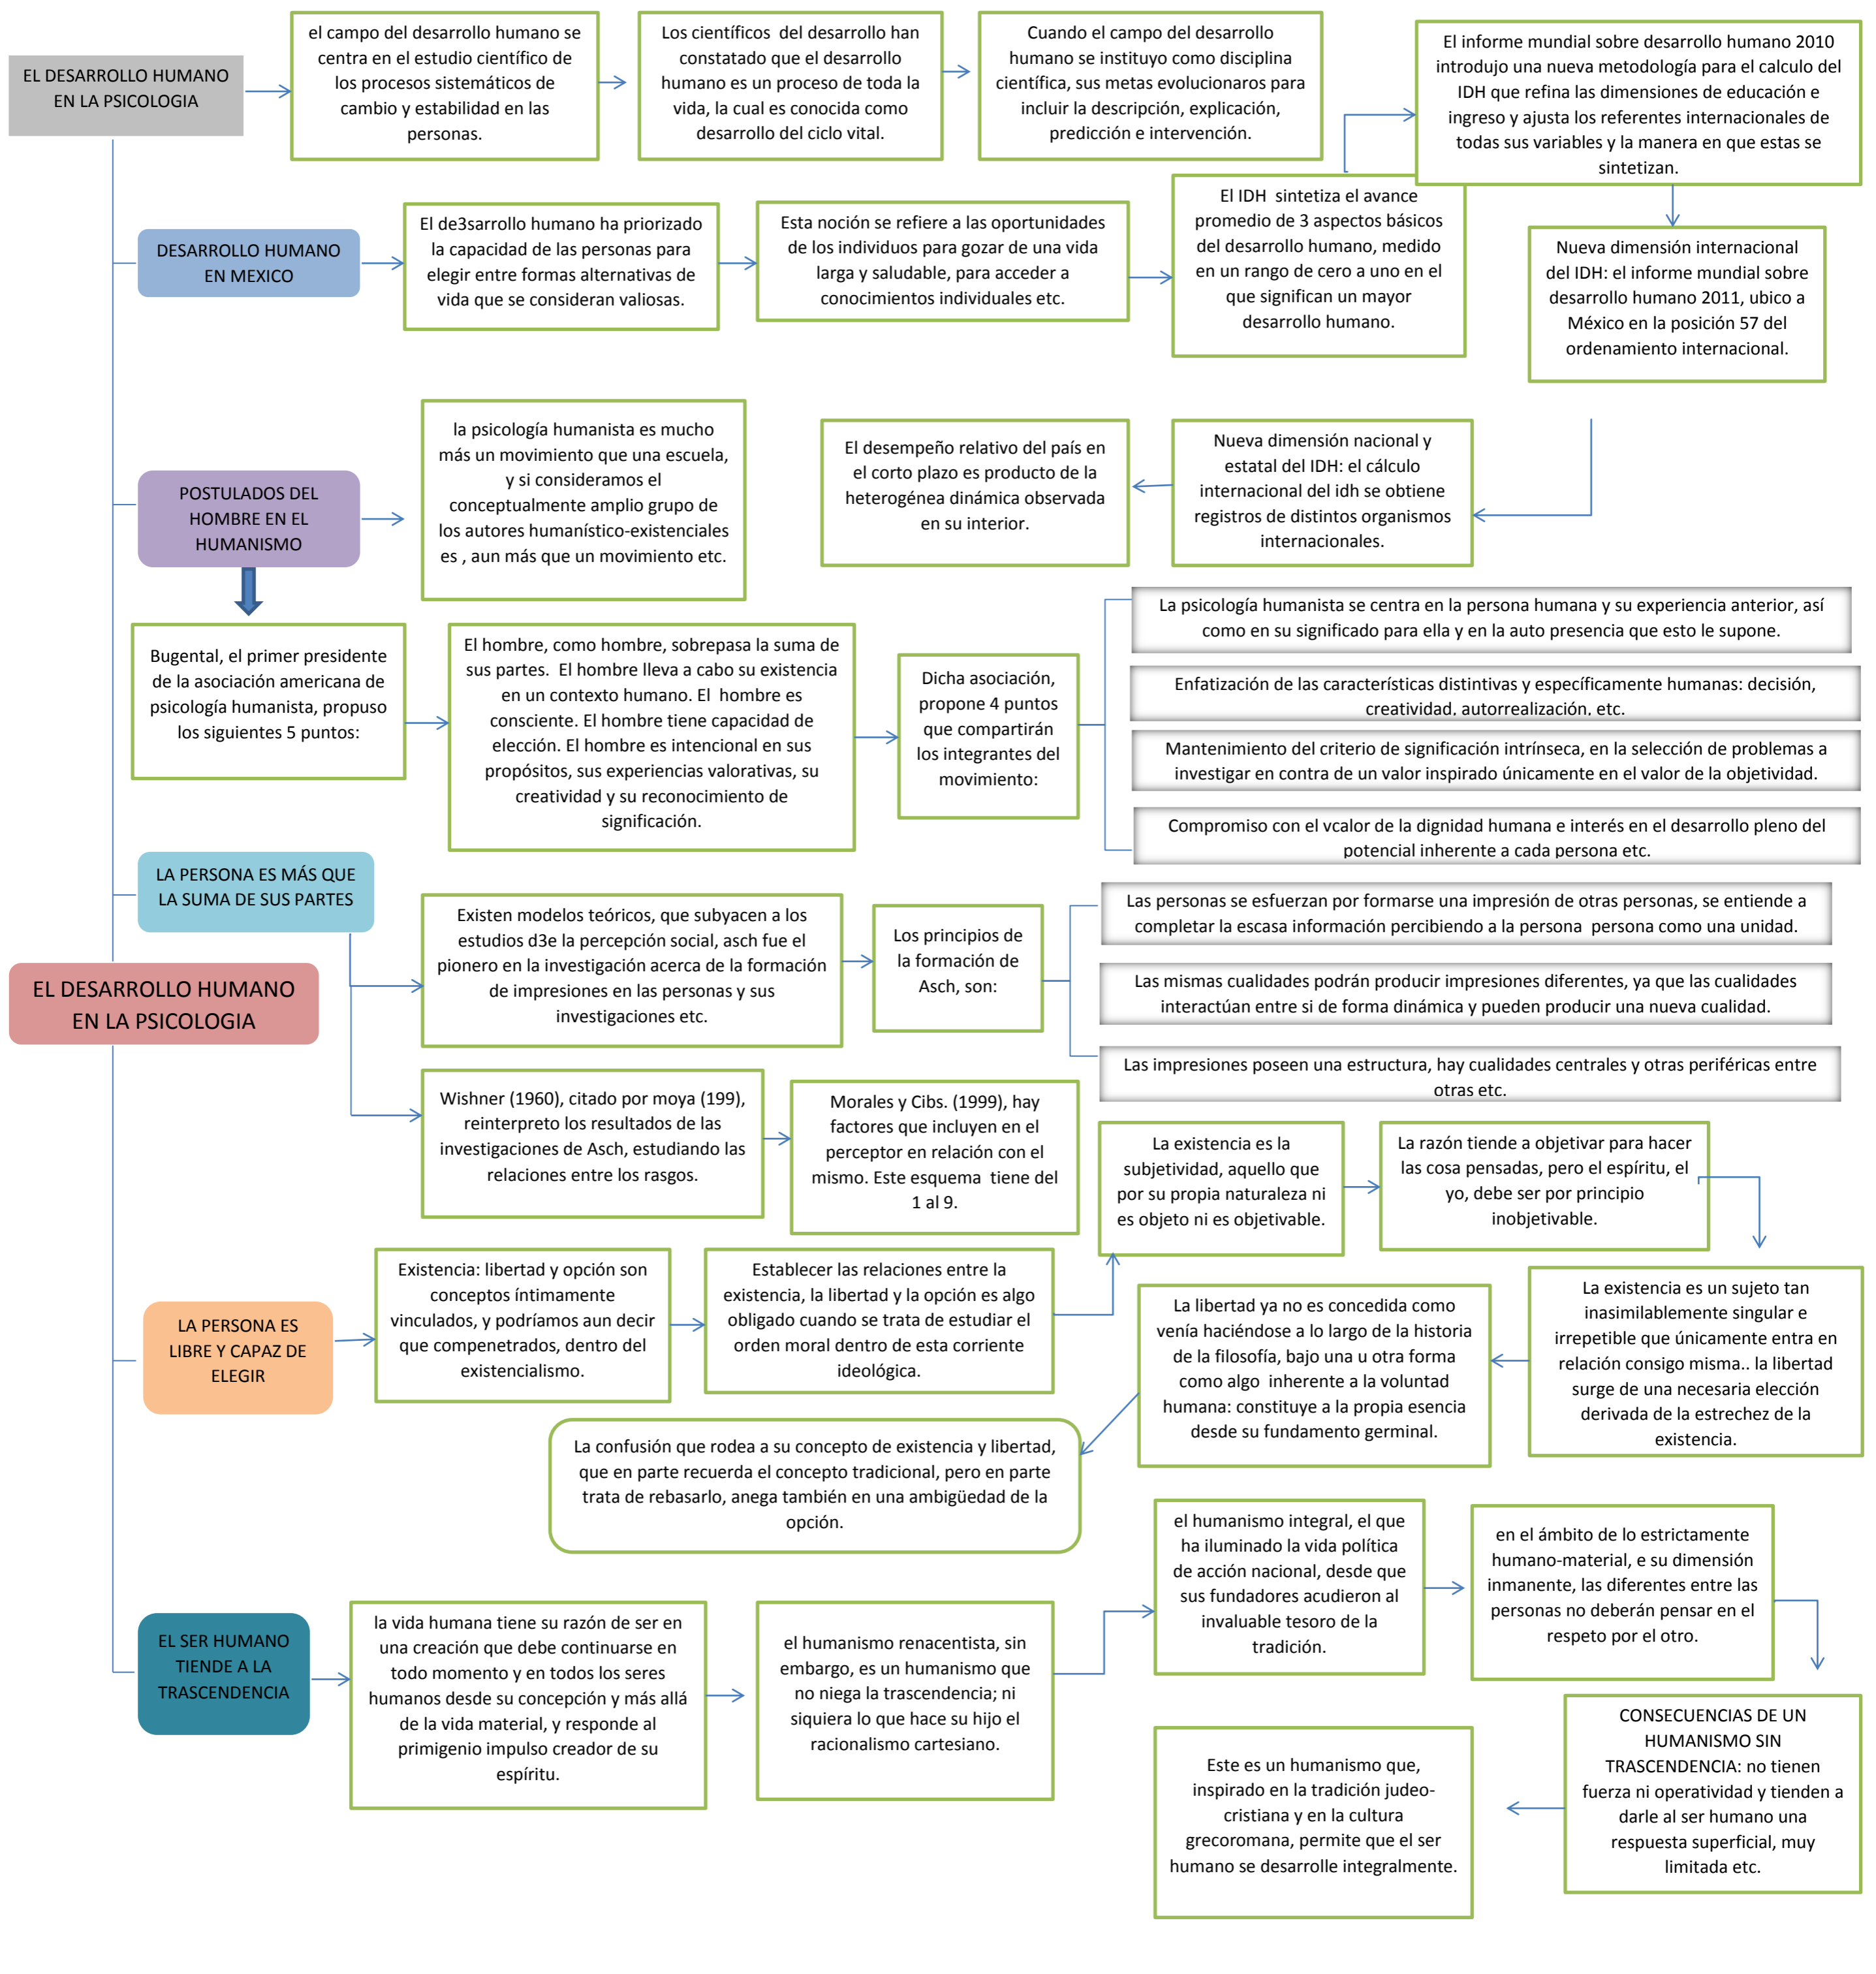 EL DESARROLLO HUMANO
EN LA PSICOLOGIA
el campo del desarrollo humano se
centra en el estudio científico de
los procesos sistemáticos de
cambio y estabilidad en las
personas.
Los científicos del desarrollo han
constatado que el desarrollo
humano es un proceso de toda la
vida, la cual es conocida como
desarrollo del ciclo vital.
Cuando el campo del desarrollo
humano se instituyo como disciplina
científica, sus metas evolucionaros para
incluir la descripción, explicación,
predicción e intervención.
El informe mundial sobre desarrollo humano 2010
introdujo una nueva metodología para el calculo del
IDH que refina las dimensiones de educación e
ingreso y ajusta los referentes internacionales de
todas sus variables y la manera en que estas se
sintetizan.
DESARROLLO HUMANO
EN MEXICO
El de3sarrollo humano ha priorizado
la capacidad de las personas para
elegir entre formas alternativas de
vida que se consideran valiosas.
Esta noción se refiere a las oportunidades
de los individuos para gozar de una vida
larga y saludable, para acceder a
conocimientos individuales etc.
El IDH sintetiza el avance
promedio de 3 aspectos básicos
del desarrollo humano, medido
en un rango de cero a uno en el
que significan un mayor
desarrollo humano.
Nueva dimensión internacional
del IDH: el informe mundial sobre
desarrollo humano 2011, ubico a
México en la posición 57 del
ordenamiento internacional.
POSTULADOS DEL
HOMBRE EN EL
HUMANISMO
la psicología humanista es mucho
más un movimiento que una escuela,
y si consideramos el
conceptualmente amplio grupo de
los autores humanístico-existenciales
es , aun más que un movimiento etc.
El desempeño relativo del país en
el corto plazo es producto de la
heterogénea dinámica observada
en su interior.
Nueva dimensión nacional y
estatal del IDH: el cálculo
internacional del idh se obtiene
registros de distintos organismos
internacionales.
Bugental, el primer presidente
de la asociación americana de
psicología humanista, propuso
los siguientes 5 puntos:
El hombre, como hombre, sobrepasa la suma de
sus partes. El hombre lleva a cabo su existencia
en un contexto humano. El hombre es
consciente. El hombre tiene capacidad de
elección. El hombre es intencional en sus
propósitos, sus experiencias valorativas, su
creatividad y su reconocimiento de
significación.
Dicha asociación,
propone 4 puntos
que compartirán
los integrantes del
movimiento:
La psicología humanista se centra en la persona humana y su experiencia anterior, así
como en su significado para ella y en la auto presencia que esto le supone.
Enfatización de las características distintivas y específicamente humanas: decisión,
creatividad, autorrealización, etc.
Mantenimiento del criterio de significación intrínseca, en la selección de problemas a
investigar en contra de un valor inspirado únicamente en el valor de la objetividad.
Compromiso con el vcalor de la dignidad humana e interés en el desarrollo pleno del
potencial inherente a cada persona etc.
LA PERSONA ES MÁS QUE
LA SUMA DE SUS PARTES
Existen modelos teóricos, que subyacen a los
estudios d3e la percepción social, asch fue el
pionero en la investigación acerca de la formación
de impresiones en las personas y sus
investigaciones etc.
Los principios de
la formación de
Asch, son:
Las personas se esfuerzan por formarse una impresión de otras personas, se entiende a
completar la escasa información percibiendo a la persona persona como una unidad.
Las mismas cualidades podrán producir impresiones diferentes, ya que las cualidades
interactúan entre si de forma dinámica y pueden producir una nueva cualidad.
Las impresiones poseen una estructura, hay cualidades centrales y otras periféricas entre
otras etc.
EL DESARROLLO HUMANO
EN LA PSICOLOGIA
Wishner (1960), citado por moya (199),
reinterpreto los resultados de las
investigaciones de Asch, estudiando las
relaciones entre los rasgos.
Morales y Cibs. (1999), hay
factores que incluyen en el
perceptor en relación con el
mismo. Este esquema tiene del
1 al 9.
La existencia es la
subjetividad, aquello que
por su propia naturaleza ni
es objeto ni es objetivable.
La razón tiende a objetivar para hacer
las cosa pensadas, pero el espíritu, el
yo, debe ser por principio
inobjetivable.
LA PERSONA ES
LIBRE Y CAPAZ DE
ELEGIR
Existencia: libertad y opción son
conceptos íntimamente
vinculados, y podríamos aun decir
que compenetrados, dentro del
existencialismo.
Establecer las relaciones entre la
existencia, la libertad y la opción es algo
obligado cuando se trata de estudiar el
orden moral dentro de esta corriente
ideológica.
La libertad ya no es concedida como
venía haciéndose a lo largo de la historia
de la filosofía, bajo una u otra forma
como algo inherente a la voluntad
humana: constituye a la propia esencia
desde su fundamento germinal.
La existencia es un sujeto tan
inasimilablemente singular e
irrepetible que únicamente entra en
relación consigo misma.. la libertad
surge de una necesaria elección
derivada de la estrechez de la
existencia.
La confusión que rodea a su concepto de existencia y libertad,
que en parte recuerda el concepto tradicional, pero en parte
trata de rebasarlo, anega también en una ambigüedad de la
opción.
EL SER HUMANO
TIENDE A LA
TRASCENDENCIA
la vida humana tiene su razón de ser en
una creación que debe continuarse en
todo momento y en todos los seres
humanos desde su concepción y más allá
de la vida material, y responde al
primigenio impulso creador de su
espíritu.
el humanismo renacentista, sin
embargo, es un humanismo que
no niega la trascendencia; ni
siquiera lo que hace su hijo el
racionalismo cartesiano.
el humanismo integral, el que
ha iluminado la vida política
de acción nacional, desde que
sus fundadores acudieron al
invaluable tesoro de la
tradición.
en el ámbito de lo estrictamente
humano-material, e su dimensión
inmanente, las diferentes entre las
personas no deberán pensar en el
respeto por el otro.
CONSECUENCIAS DE UN
HUMANISMO SIN
TRASCENDENCIA: no tienen
fuerza ni operatividad y tienden a
darle al ser humano una
respuesta superficial, muy
limitada etc.
Este es un humanismo que,
inspirado en la tradición judeo-
cristiana y en la cultura
grecoromana, permite que el ser
humano se desarrolle integralmente.